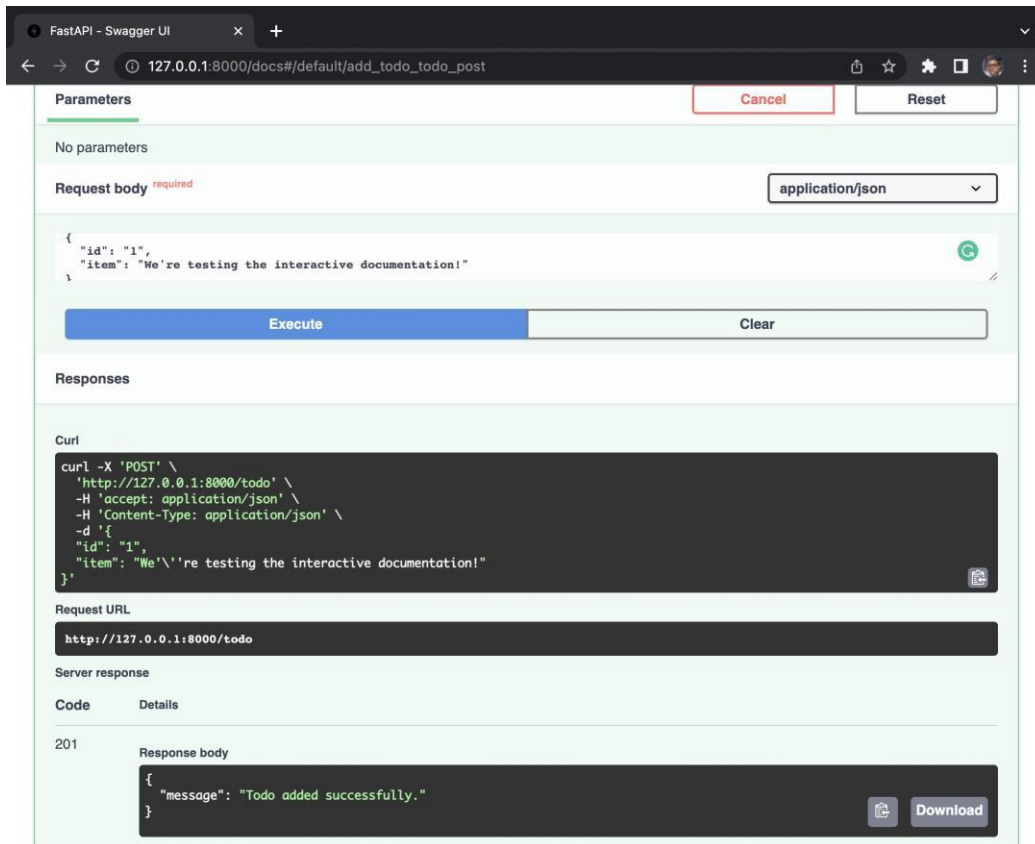 FastAPI - Swagger UI
127.0.0.1:8000/docs#/default/add_todo_todo_post
Parameters
Cancel
Reset
No parameters
Request body required
application/json
{
"id": "1",
"item": "We're testing the interactive documentation!"
}
Execute
Clear
Responses
Curl
curl -X 'POST' \
'http://127.0.0.1:8000/todo' \
-H 'accept: application/json' \
-H 'Content-Type: application/json' \
-d '{
"id": "1",
"item": "We'\''re testing the interactive documentation!"
}'
Request URL
http://127.0.0.1:8000/todo
Server response
Code Details
201
Response body
{
"message": "Todo added successfully."
}
Download